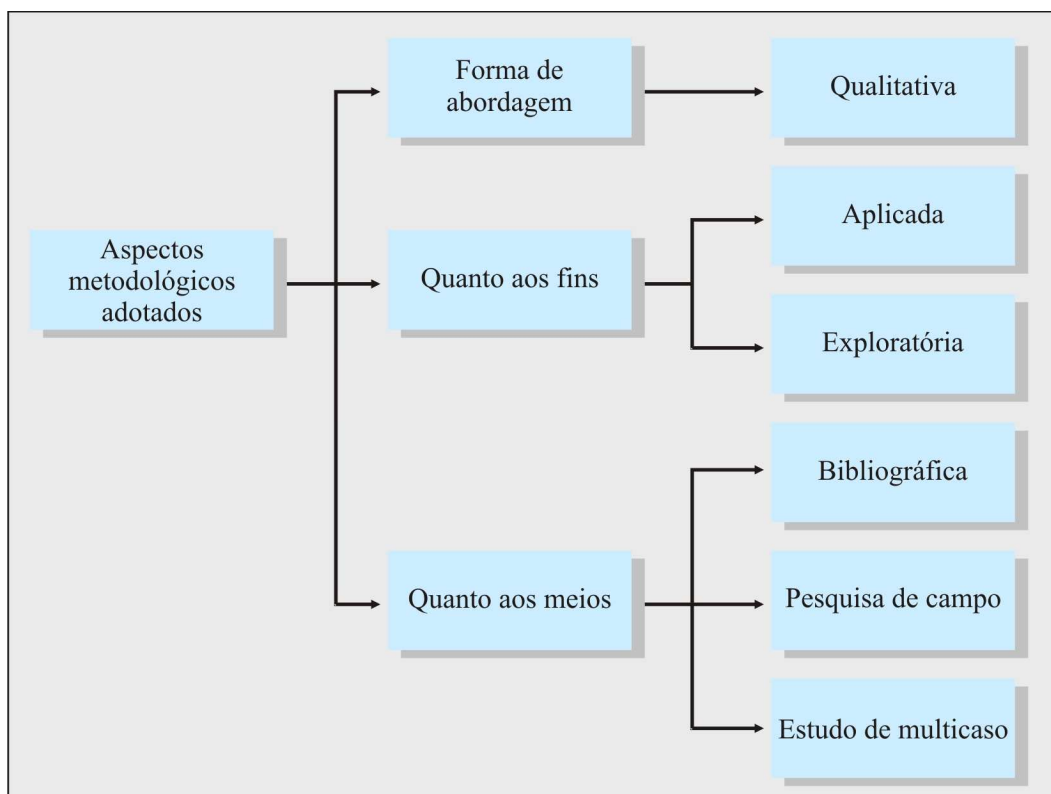 Forma de
abordagem
Qualitativa
Aspectos
metodológicos
adotados
Quanto aos fins
Aplicada
Exploratória
Quanto aos meios
Bibliográfica
Pesquisa de campo
Estudo de multicaso